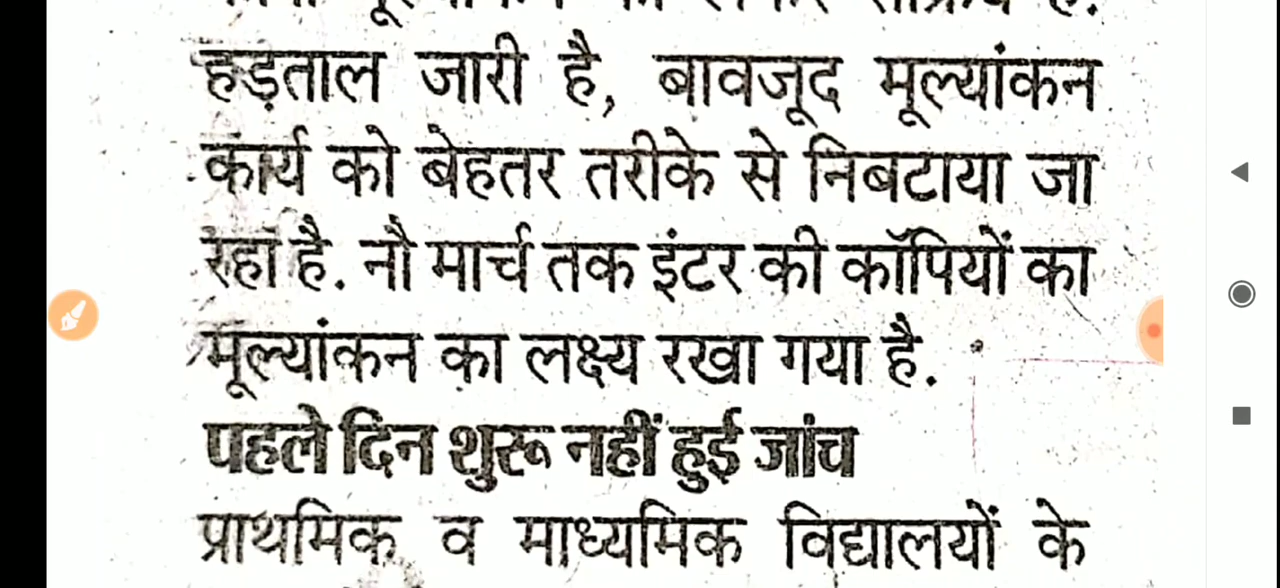 हड़ताल जारी है, बावजूद मूल्यांकन
कार्य को बेहतर तरीके से निबटाया जा
रहा है. नौ मार्च तक इंटर की कॉपियों का
मूल्यांकन का लक्ष्य रखा गया है.
पहले दिन शुरू नहीं हुई जांच
प्राथमिक व माध्यमिक विद्यालयों के